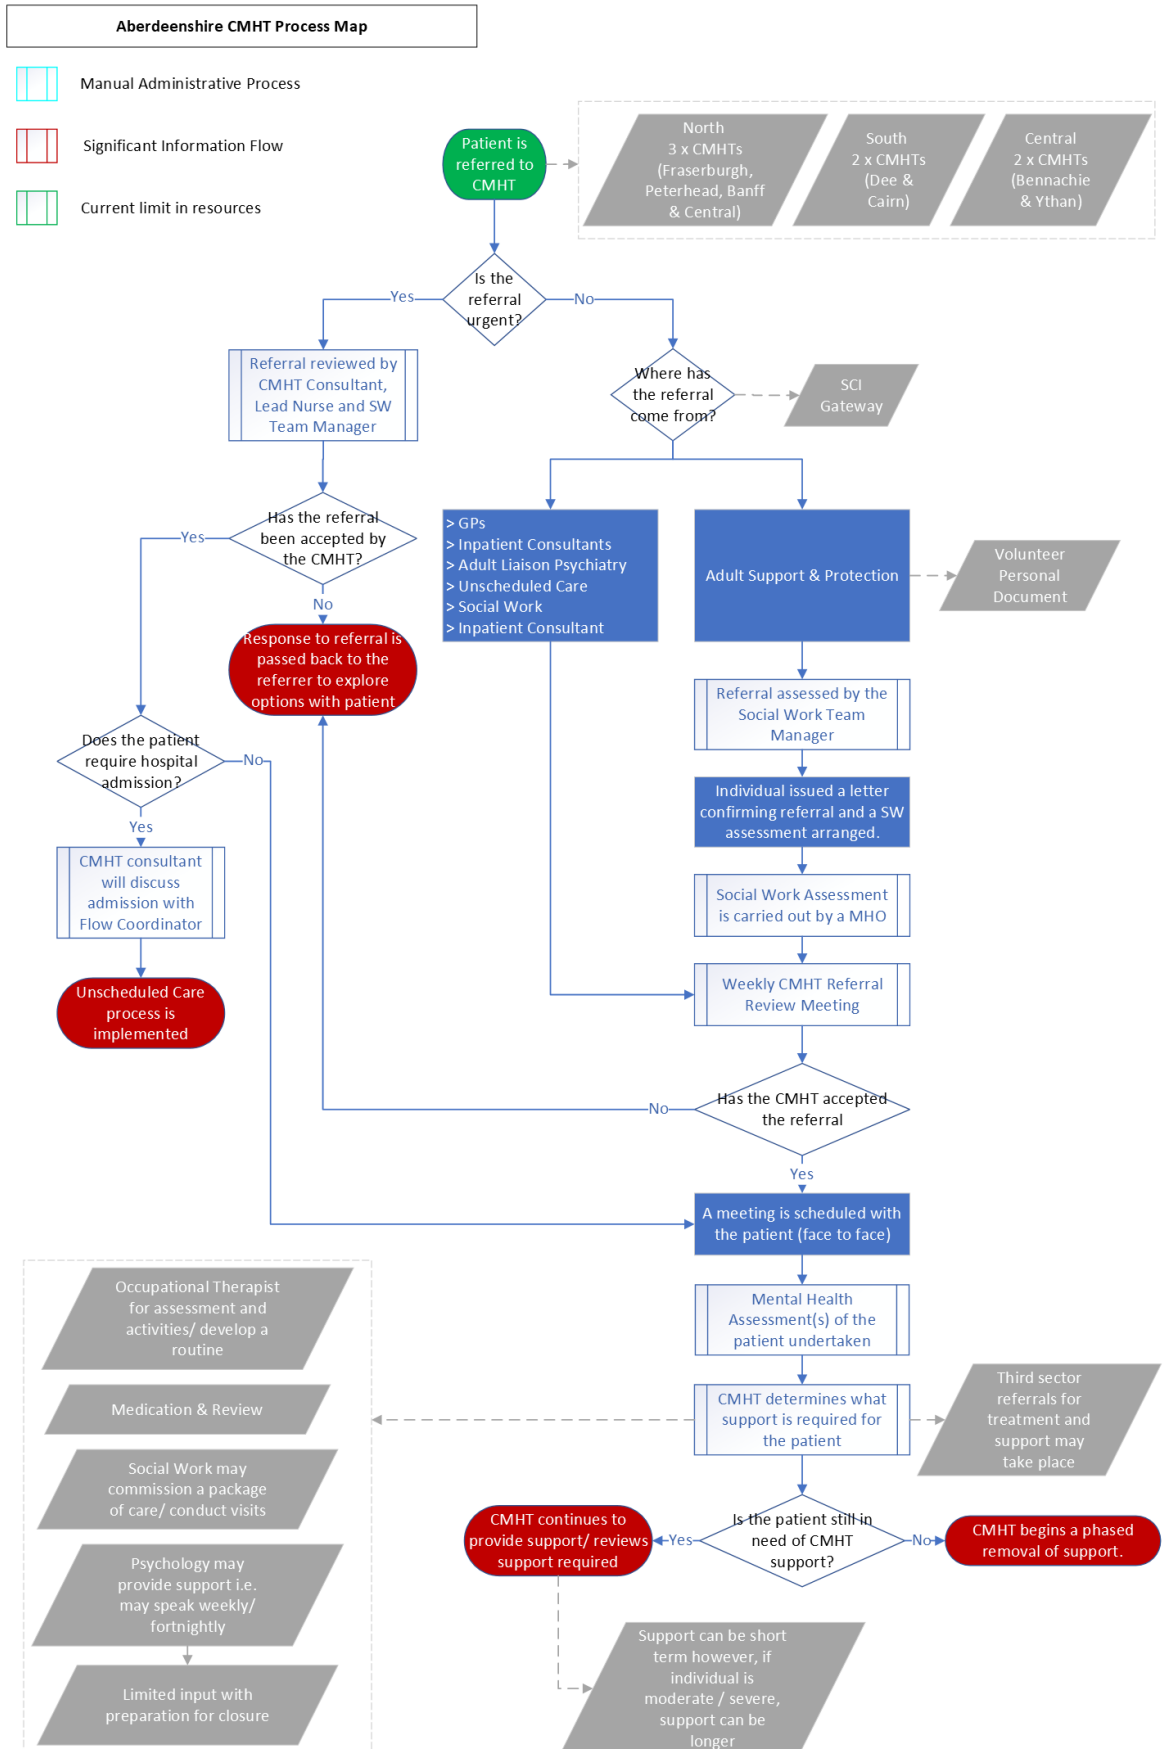 Aberdeenshire CMHT Process Map
Manual Administrative Process
Significant Information Flow
Current limit in resources
Patient is
referred to
CMHT
North
3 x CMHTs
(Fraserburgh,
Peterhead, Banff
& Central)
South
2 x CMHTs
(Dee &
Cairn)
Central
2 x CMHTs
(Bennachie
& Ythan)
Is the
referral
urgent?
Yes
No
Referral reviewed by
CMHT Consultant,
Lead Nurse and SW
Team Manager
Where has
the referral
come from?
SCI
Gateway
Has the referral
been accepted by
the CMHT?
Yes
No
> GPs
> Inpatient Consultants
> Adult Liaison Psychiatry
> Unscheduled Care
> Social Work
> Inpatient Consultant
Adult Support & Protection
Volunteer
Personal
Document
Response to referral is
passed back to the
referrer to explore
options with patient
Referral assessed by the
Social Work Team
Manager
Does the patient
require hospital
admission?
No
Yes
Individual issued a letter
confirming referral and a SW
assessment arranged.
CMHT consultant
will discuss
admission with
Flow Coordinator
Social Work Assessment
is carried out by a MHO
Unscheduled Care
process is
implemented
Weekly CMHT Referral
Review Meeting
Has the CMHT accepted
the referral
No
Yes
A meeting is scheduled with
the patient (face to face)
Mental Health
Assessment(s) of the
patient undertaken
CMHT determines what
support is required for
the patient
Third sector
referrals for
treatment and
support may
take place
Occupational Therapist
for assessment and
activities/ develop a
routine
Medication & Review
Social Work may
commission a package
of care/ conduct visits
Psychology may
provide support i.e.
may speak weekly/
fortnightly
Limited input with
preparation for closure
Is the patient still in
need of CMHT
support?
Yes
No
CMHT continues to
provide support/ reviews
support required
CMHT begins a phased
removal of support.
Support can be short
term however, if
individual is
moderate / severe,
support can be
longer